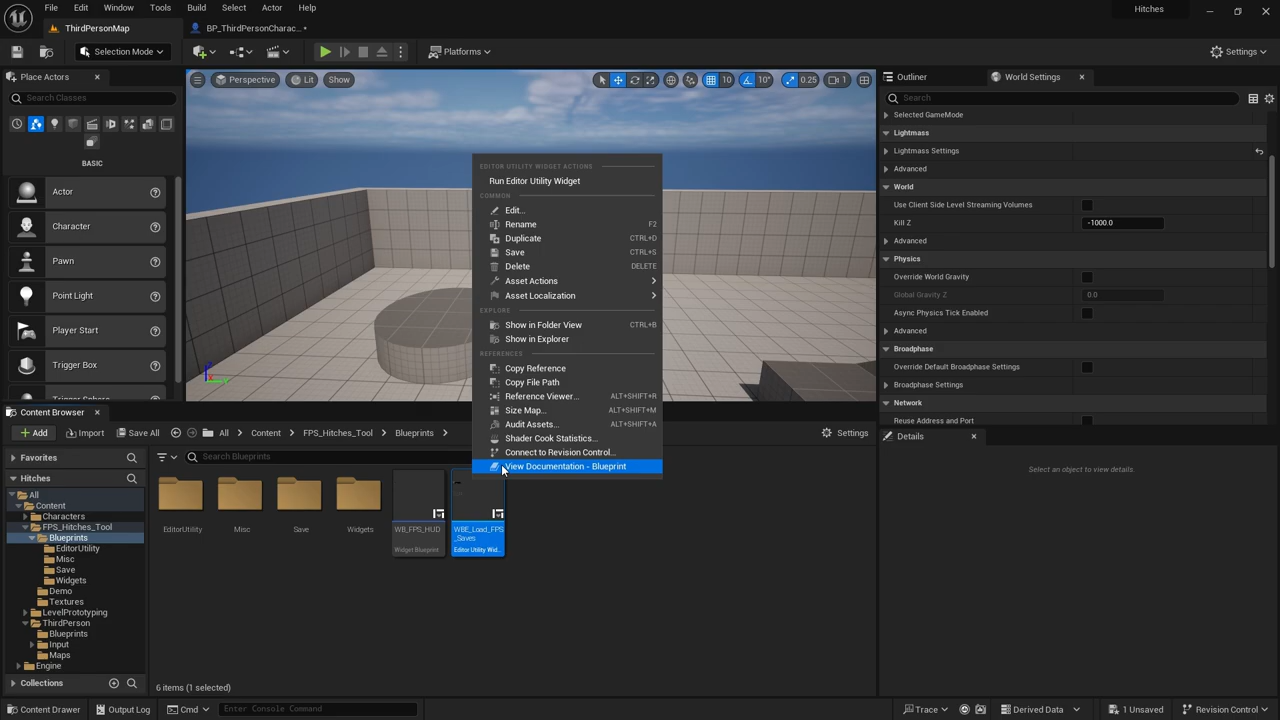 File Edit Window Tools Build Select Actor Help
Hitches
ThirdPersonMap
BP_ThirdPersonCharac...•
Selection Mode
Platforms
Settings
Place Actors
Search Classes
BASIC
Actor
Character
Pawn
Point Light
Player Start
Trigger Box
Trigger Sphere
Perspective Lit Show
10 10° 0.25 1
EDITOR UTILITY WIDGET ACTIONS
Run Editor Utility Widget
COMMON
Edit...
Rename F2
Duplicate CTRL+D
Save CTRL+S
Delete DELETE
Asset Actions
Asset Localization
EXPLORE
Show in Folder View CTRL+B
Show in Explorer
REFERENCES
Copy Reference
Copy File Path
Reference Viewer... ALT+SHIFT+R
Size Map... ALT+SHIFT+M
Audit Assets... ALT+SHIFT+A
Shader Cook Statistics...
Connect to Revision Control...
View Documentation - Blueprint
Outliner
World Settings
Search
Selected GameMode
Lightmass
Lightmass Settings
Advanced
World
Use Client Side Level Streaming Volumes
Kill Z -1000.0
Advanced
Physics
Override World Gravity
Global Gravity Z 0.0
Async Physics Tick Enabled
Advanced
Broadphase
Override Default Broadphase Settings
Broadphase Settings
Network
Reuse Address and Port
Details
Select an object to view details.
Content Browser
Add Import Save All All Content FPS_Hitches_Tool Blueprints
Settings
Favorites
Hitches
All
Content
Characters
FPS_Hitches_Tool
Blueprints
EditorUtility
Misc
Save
Widgets
Demo
Textures
LevelPrototyping
ThirdPerson
Blueprints
Input
Maps
Engine
Collections
Search Blueprints
EditorUtility
Misc
Save
Widgets
WB_FPS_HUD
Widget Blueprint
WBE_Load_FPS
_Saves
Editor Utility Wid...
6 items (1 selected)
Content Drawer
Output Log
Cmd
Enter Console Command
Trace
Derived Data
1 Unsaved
Revision Control